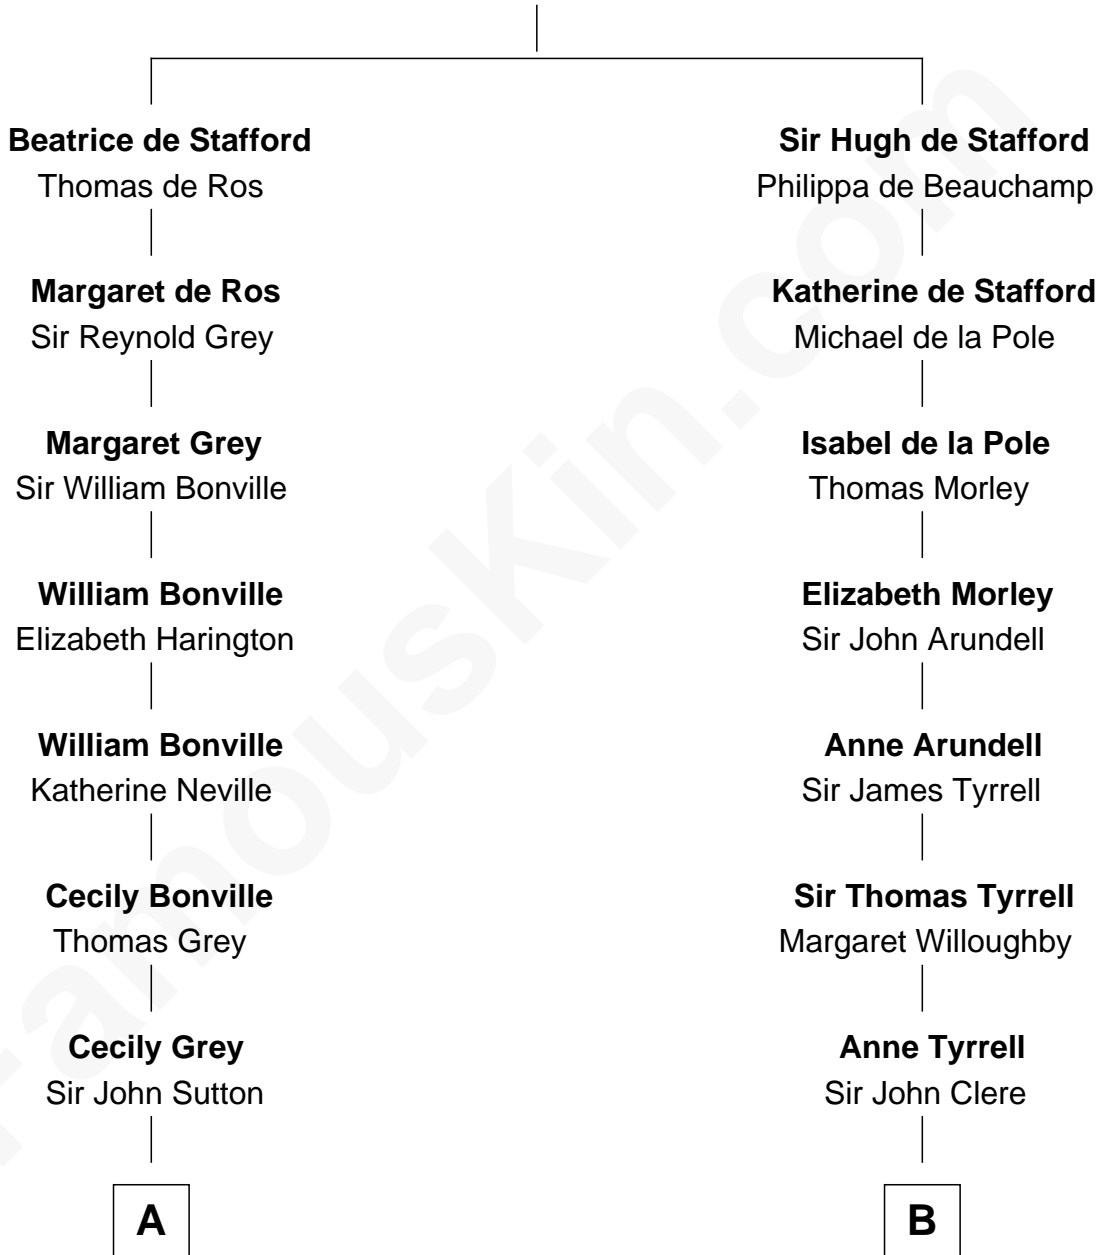 Beatrice de Stafford
Thomas de Ros
Margaret de Ros
Sir Reynold Grey
Margaret Grey
Sir William Bonville
William Bonville
Elizabeth Harington
William Bonville
Katherine Neville
Cecily Bonville
Thomas Grey
Cecily Grey
Sir John Sutton
A
Sir Hugh de Stafford
Philippa de Beauchamp
Katherine de Stafford
Michael de la Pole
Isabel de la Pole
Thomas Morley
Elizabeth Morley
Sir John Arundell
Anne Arundell
Sir James Tyrrell
Sir Thomas Tyrrell
Margaret Willoughby
Anne Tyrrell
Sir John Clere
B
FamousKin.com